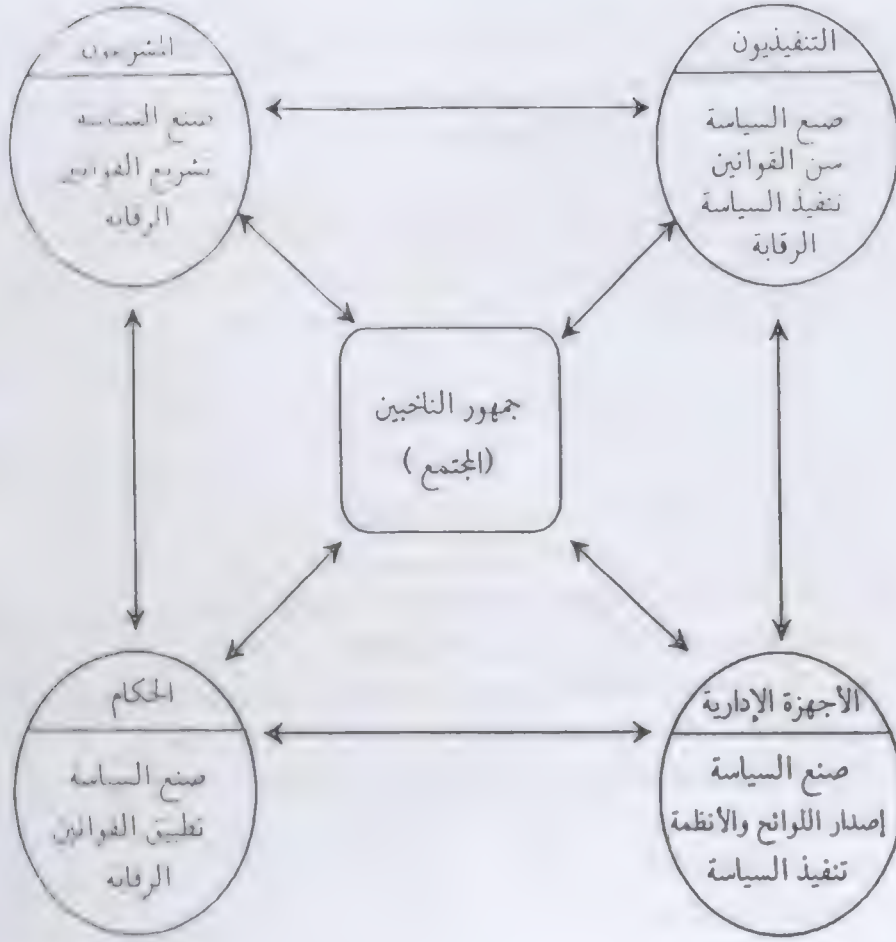 التنفيذيون
صنع السياسة
سن القوانين
تنفيذ السياسة
الرقابة
المشرعون
صنع السياسة
تشريع القوانين
الرقابة
جمهور الناخبين
(المجتمع)
الأجهزة الإدارية
صنع السياسة
إصدار اللوائح والأنظمة
تنفيذ السياسة
الحكام
صنع السياسة
تطبيق القوانين
الرقابة